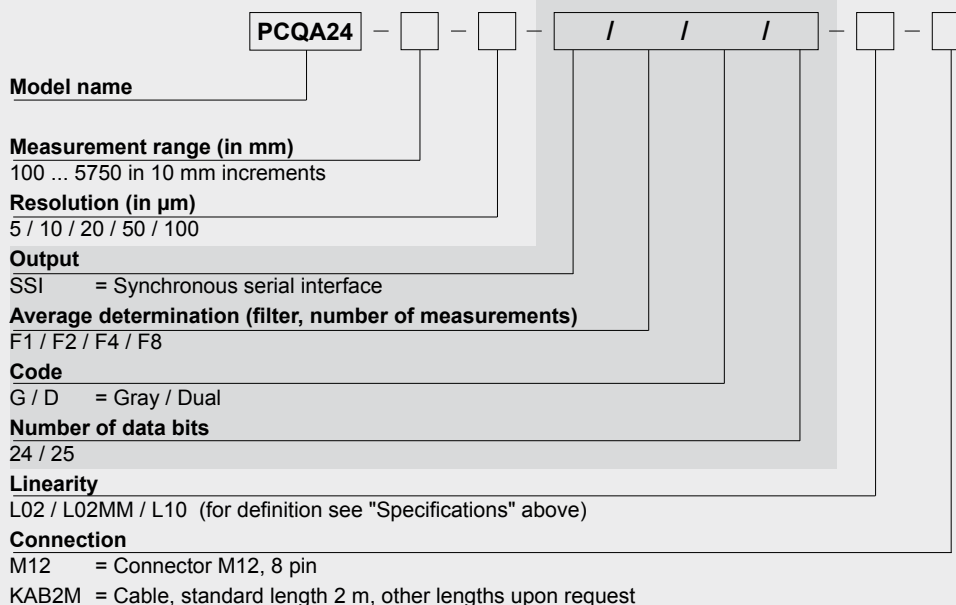 PCQA24 – – – / / / – –
Model name
Measurement range (in mm)
100 ... 5750 in 10 mm increments
Resolution (in µm)
5 / 10 / 20 / 50 / 100
Output
SSI = Synchronous serial interface
Average determination (filter, number of measurements)
F1 / F2 / F4 / F8
Code
G / D = Gray / Dual
Number of data bits
24 / 25
Linearity
L02 / L02MM / L10 (for definition see "Specifications" above)
Connection
M12 = Connector M12, 8 pin
KAB2M = Cable, standard length 2 m, other lengths upon request